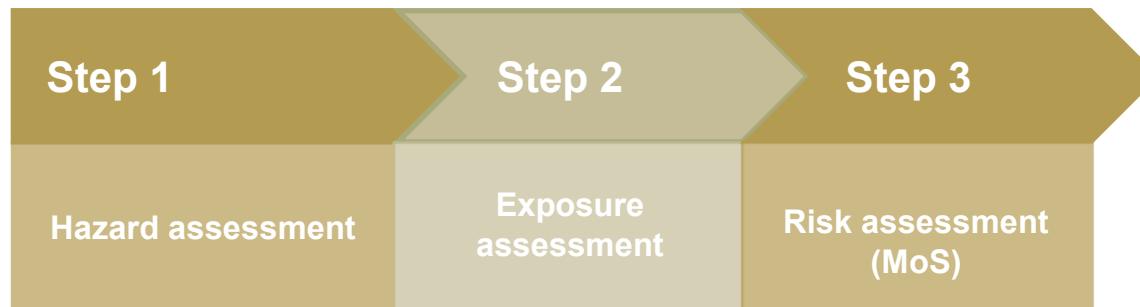 Step 1
Step 2
Step 3
Hazard assessment
Exposure
assessment
Risk assessment
(MoS)